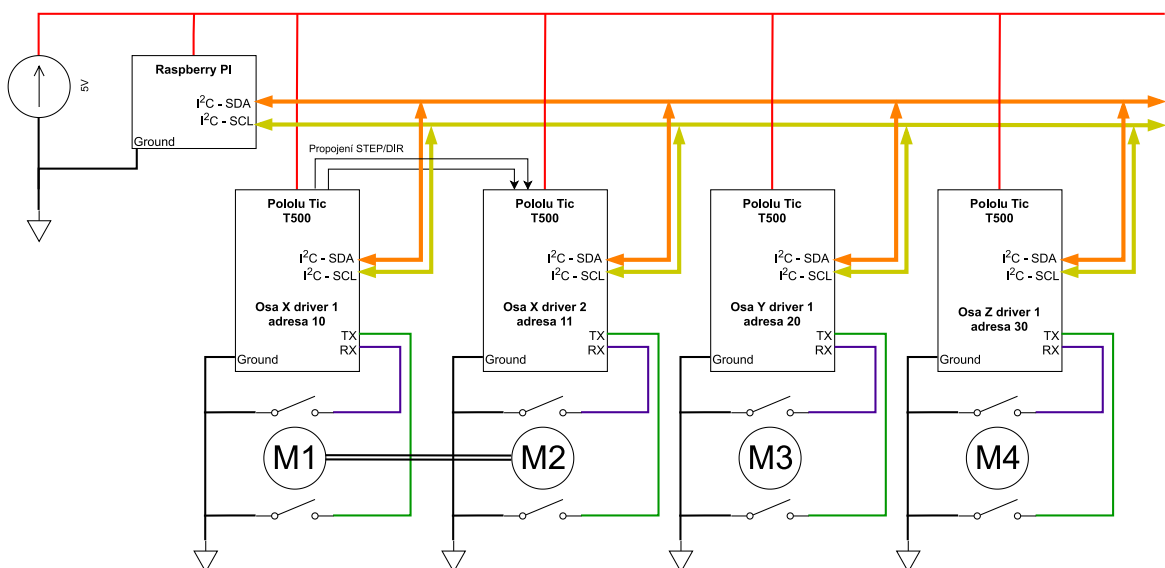 5V
Raspberry PI
I²C - SDA
I²C - SCL
Ground
Propojení STEP/DIR
Pololu Tic
T500
I²C - SDA
I²C - SCL
Osa X driver 1
adresa 10
TX
RX
Ground
M1
Pololu Tic
T500
I²C - SDA
I²C - SCL
Osa X driver 2
adresa 11
TX
RX
Ground
M2
Pololu Tic
T500
I²C - SDA
I²C - SCL
Osa Y driver 1
adresa 20
TX
RX
Ground
M3
Pololu Tic
T500
I²C - SDA
I²C - SCL
Osa Z driver 1
adresa 30
TX
RX
Ground
M4